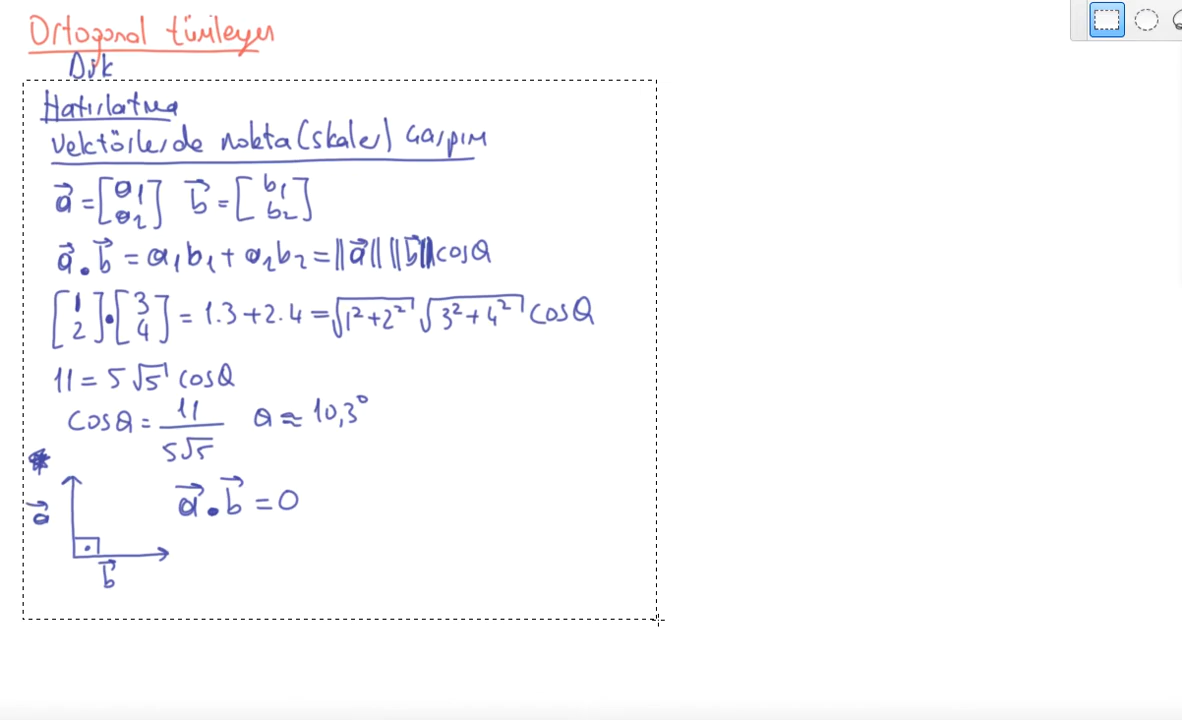 Ortogonal tümleyen
Dik
Hatırlatma
Vektörlerde nokta (skaler) çarpım
a⃗ = [a₁ a₂] b⃗ = [b₁ b₂]
a⃗ . b⃗ = a₁b₁ + a₂b₂ = ||a⃗|| ||b⃗|| cosθ
[1 2] . [3 4] = 1.3 + 2.4 = √(1²+2²) √(3²+4²) cosθ
11 = 5√5 cosθ
cosθ = 11/(5√5) θ ≈ 10,3°
*
a⃗ a⃗ . b⃗ = 0
b⃗